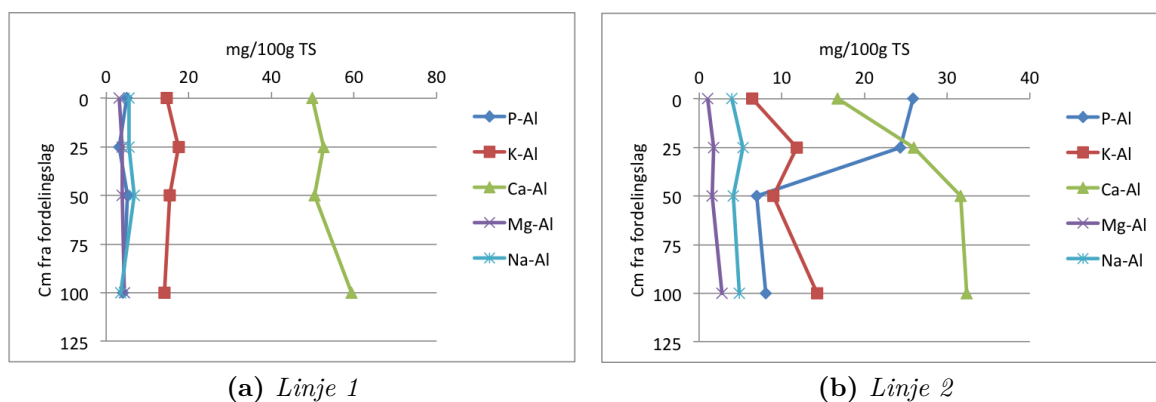 mg/100g TS
0 20 40 60 80
0
25
50
75
100
125
Cm fra fordelingslag
P-Al
K-Al
Ca-Al
Mg-Al
Na-Al
(a) Linje 1
mg/100g TS
0 10 20 30 40
0
25
50
75
100
125
Cm fra fordelingslag
P-Al
K-Al
Ca-Al
Mg-Al
Na-Al
(b) Linje 2